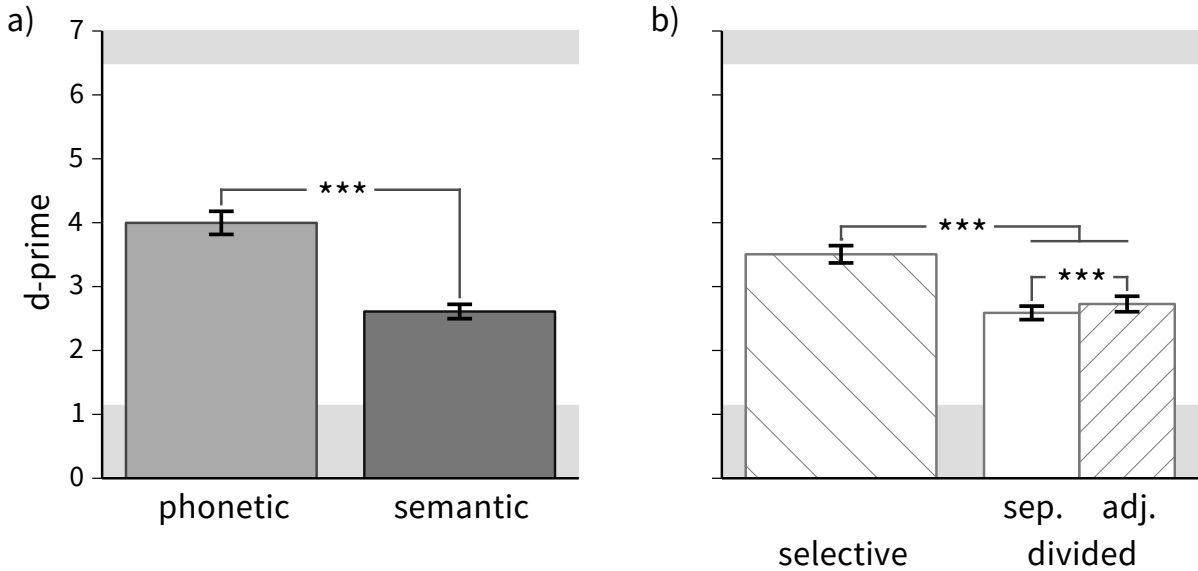 a)
7
6
5
4
3
2
1
0
d-prime
***
phonetic
semantic
b)
***
***
sep.
adj.
selective
divided